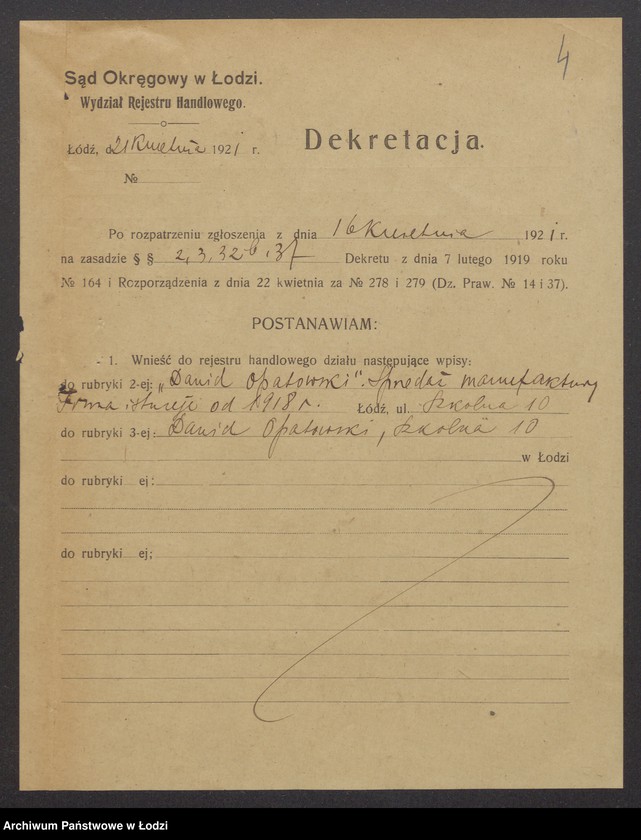 4
Sąd Okręgowy w Łodzi.
Wydział Rejestru Handlowego.
Dekretacja.
Łódź, d. 21 Kwietnia 1921 r.
№
Po rozpatrzeniu zgłoszenia z dnia 16 Kwietnia 1921 r.
na zasadzie § § 2, 3, 32 b, 37 Dekretu z dnia 7 lutego 1919 roku
№ 164 i Rozporządzenia z dnia 22 kwietnia za № 278 i 279 (Dz. Praw. № 14 i 37).
POSTANAWIAM:
1. Wnieść do rejestru handlowego działu następujące wpisy:
do rubryki 2-ej: „Dawid Opatowski". Sprzedaż manufaktury
Firma istnieje od 1918 r. Łódź, ul. Szkolna 10
do rubryki 3-ej: Dawid Opatowski, Szkolna 10
w Łodzi
do rubryki ej:
do rubryki ej;
Archiwum Państwowe w Łodzi